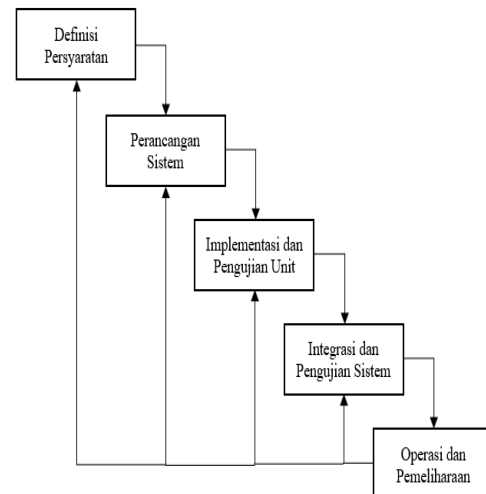 Definisi
Persyaratan
Perancangan
Sistem
Implementasi dan
Pengujian Unit
Integrasi dan
Pengujian Sistem
Operasi dan
Pemeliharaan